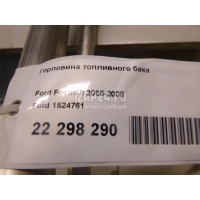 Горловина топливного бака
Ford Focus II 2005-2008
Ford 1524761
22 298 290